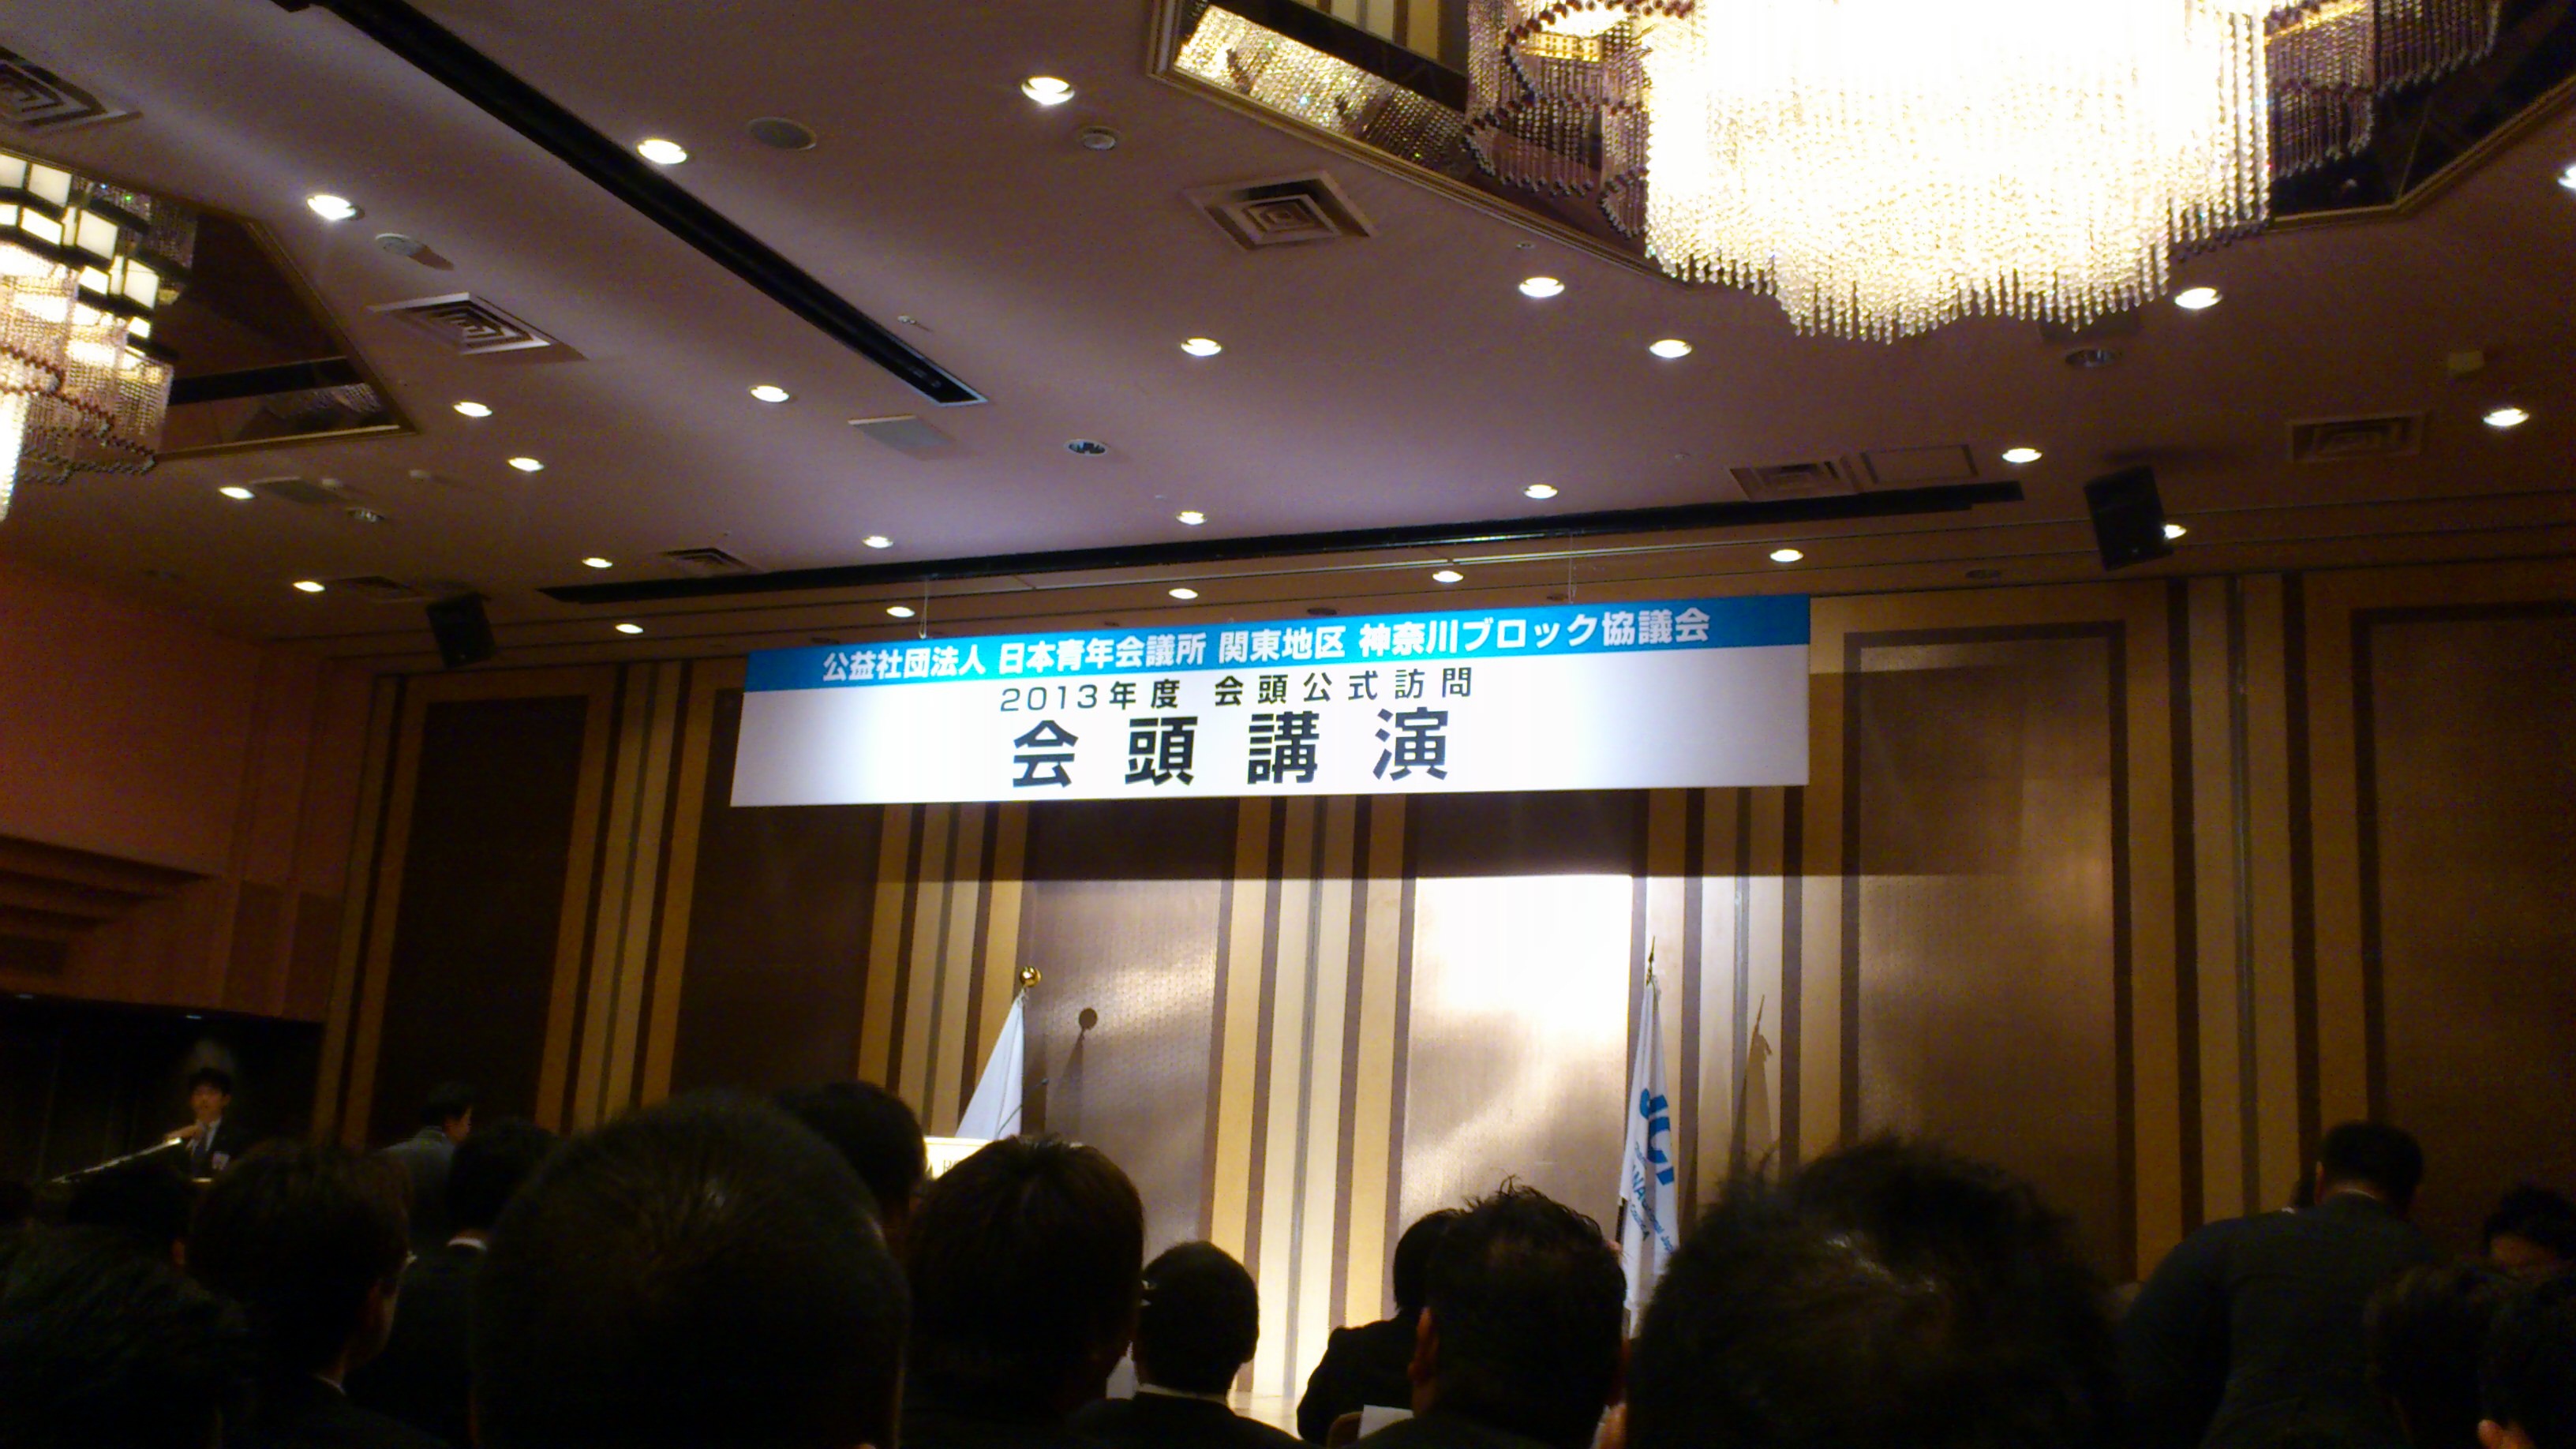 公益社団法人 日本青年会議所 関東地区 神奈川ブロック協議会
2013年度 会頭公式訪問
会頭講演
JCI